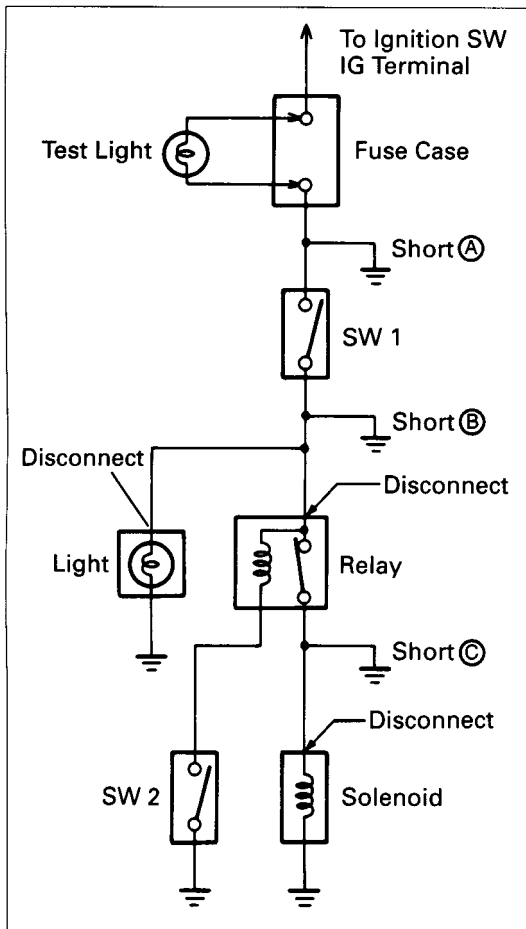 To Ignition SW
IG Terminal
Test Light
Fuse Case
Short Ⓐ
SW 1
Short Ⓑ
Disconnect
Disconnect
Light
Relay
Short Ⓒ
Disconnect
SW 2
Solenoid